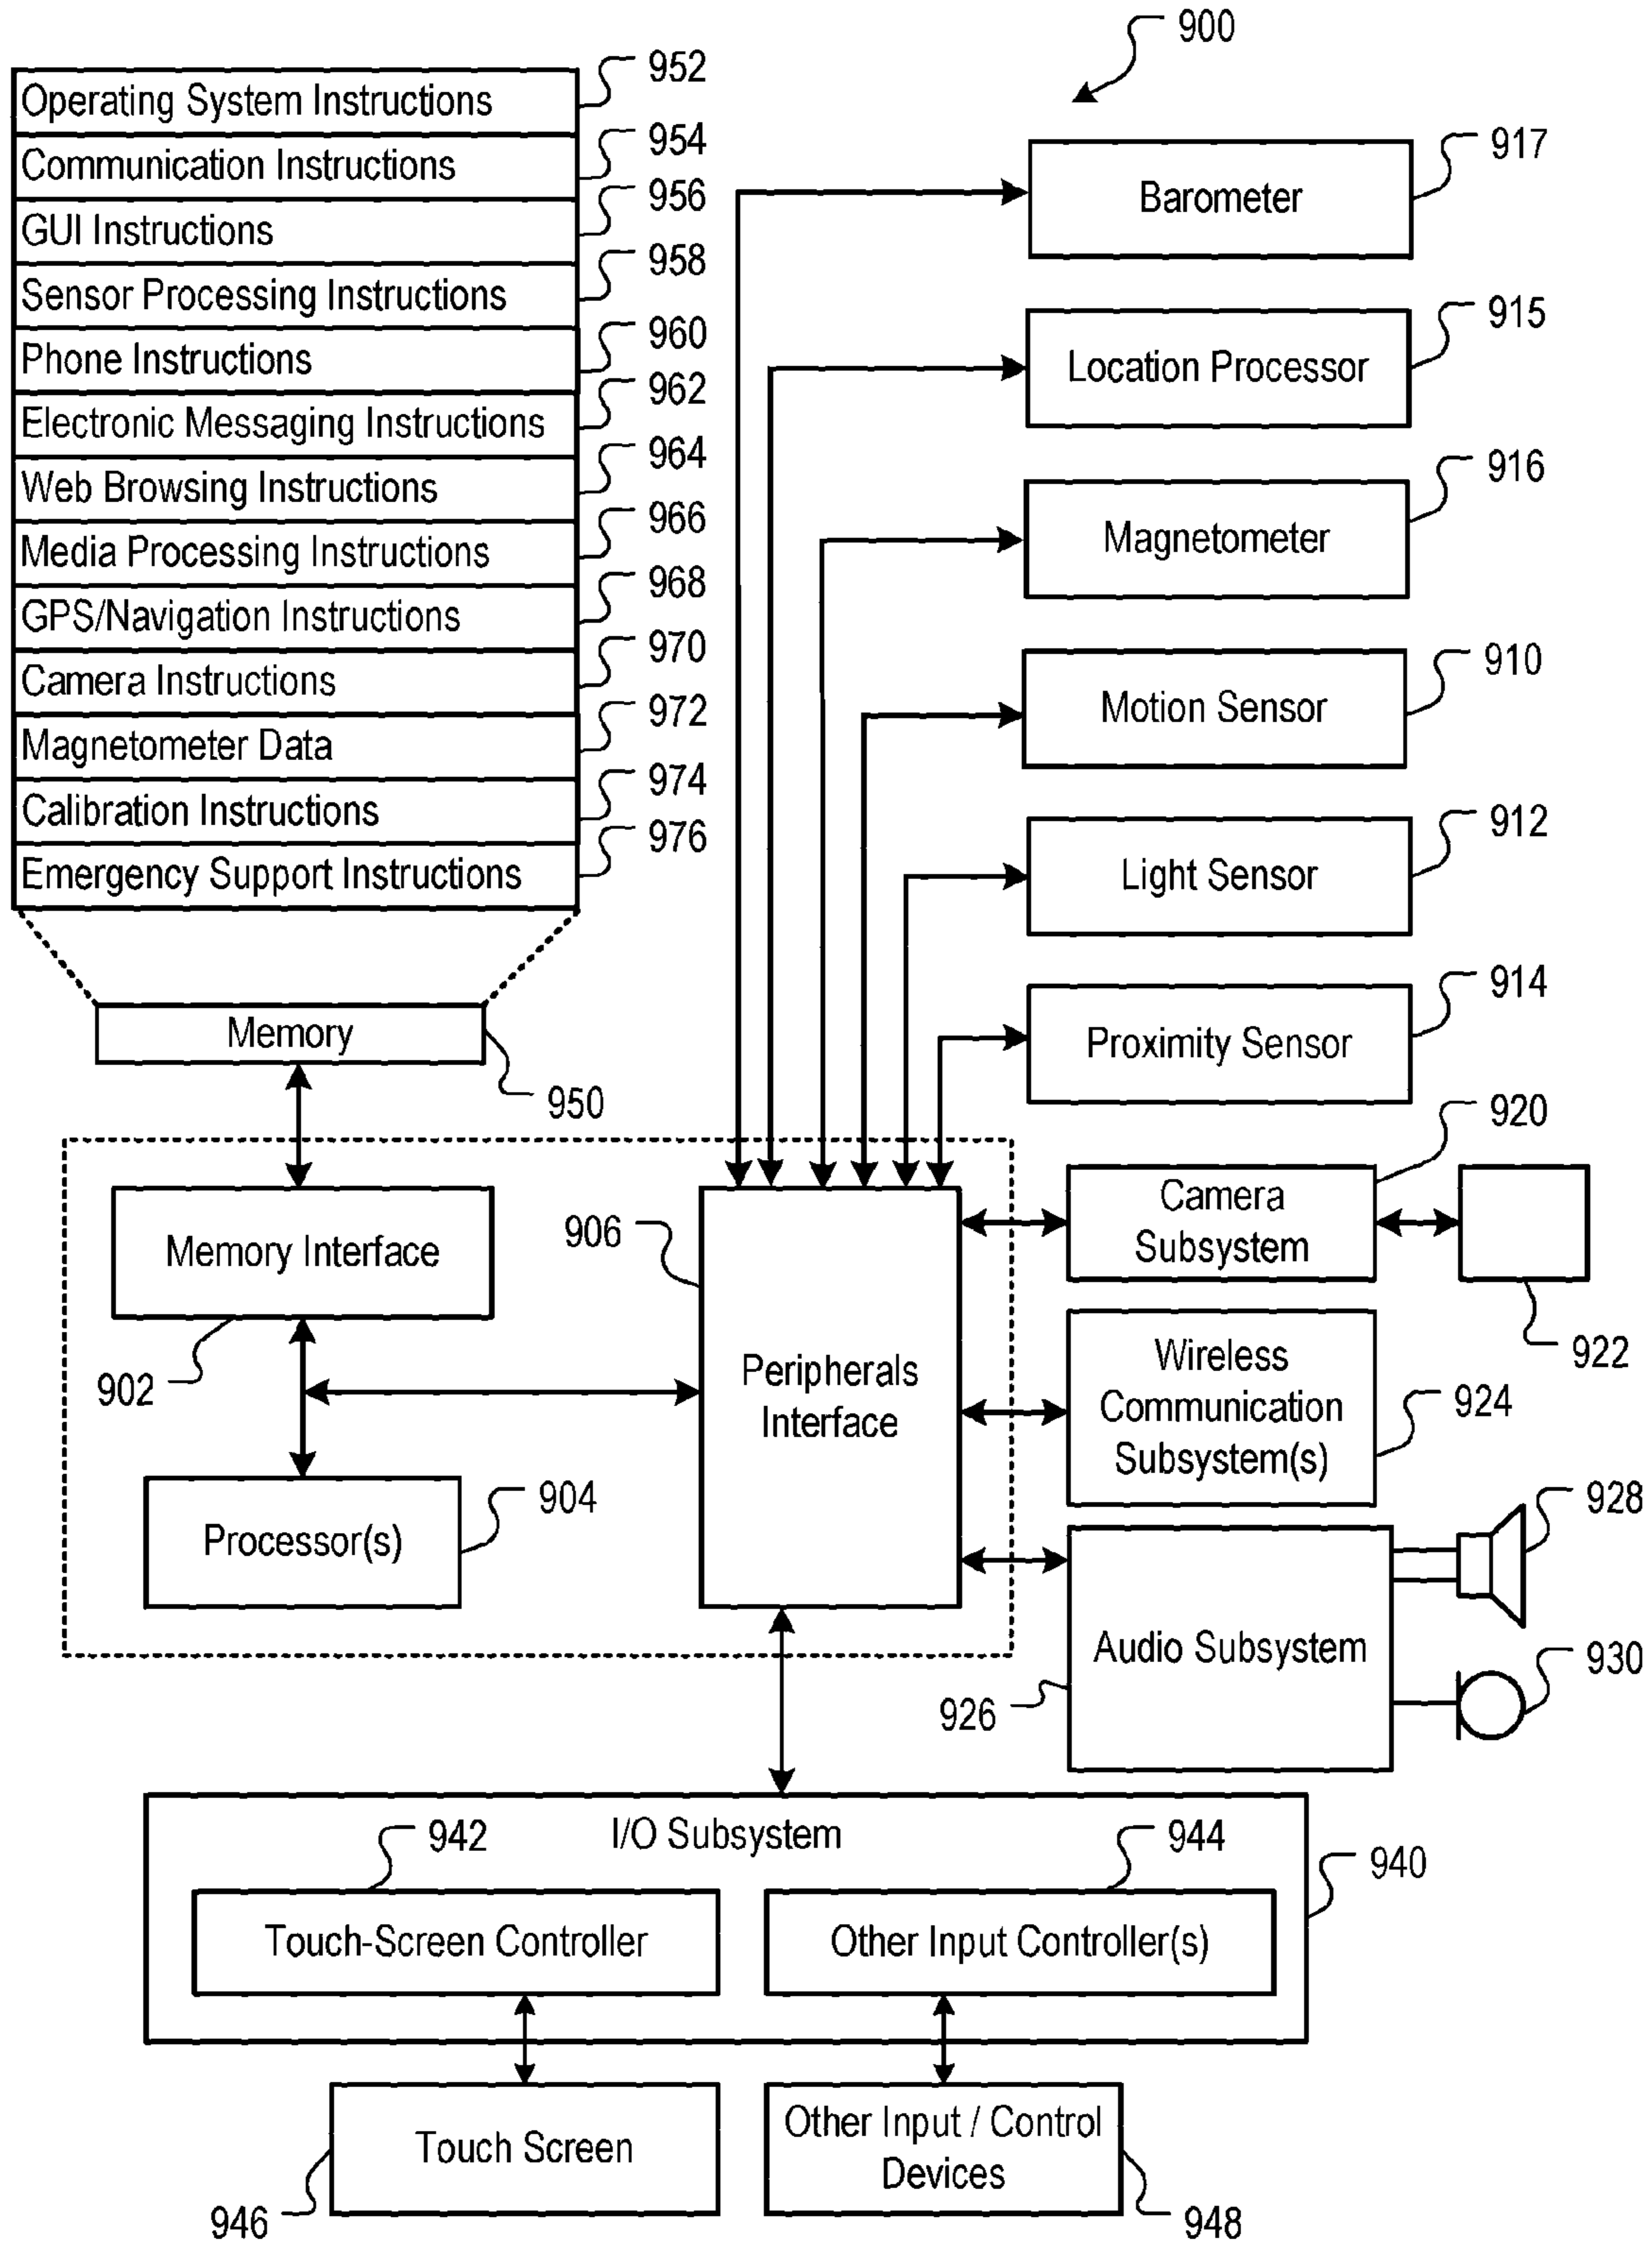 900
Operating System Instructions
952
Communication Instructions
954
GUI Instructions
956
Sensor Processing Instructions
958
Phone Instructions
960
Electronic Messaging Instructions
962
Web Browsing Instructions
964
Media Processing Instructions
966
GPS/Navigation Instructions
968
Camera Instructions
970
Magnetometer Data
972
Calibration Instructions
974
Emergency Support Instructions
976
Memory
950
Barometer
917
Location Processor
915
Magnetometer
916
Motion Sensor
910
Light Sensor
912
Proximity Sensor
914
Memory Interface
902
Processor(s)
904
906
Peripherals
Interface
Camera
Subsystem
920
922
Wireless
Communication
Subsystem(s)
924
Audio Subsystem
926
928
930
I/O Subsystem
940
942
Touch-Screen Controller
944
Other Input Controller(s)
Touch Screen
946
Other Input / Control
Devices
948